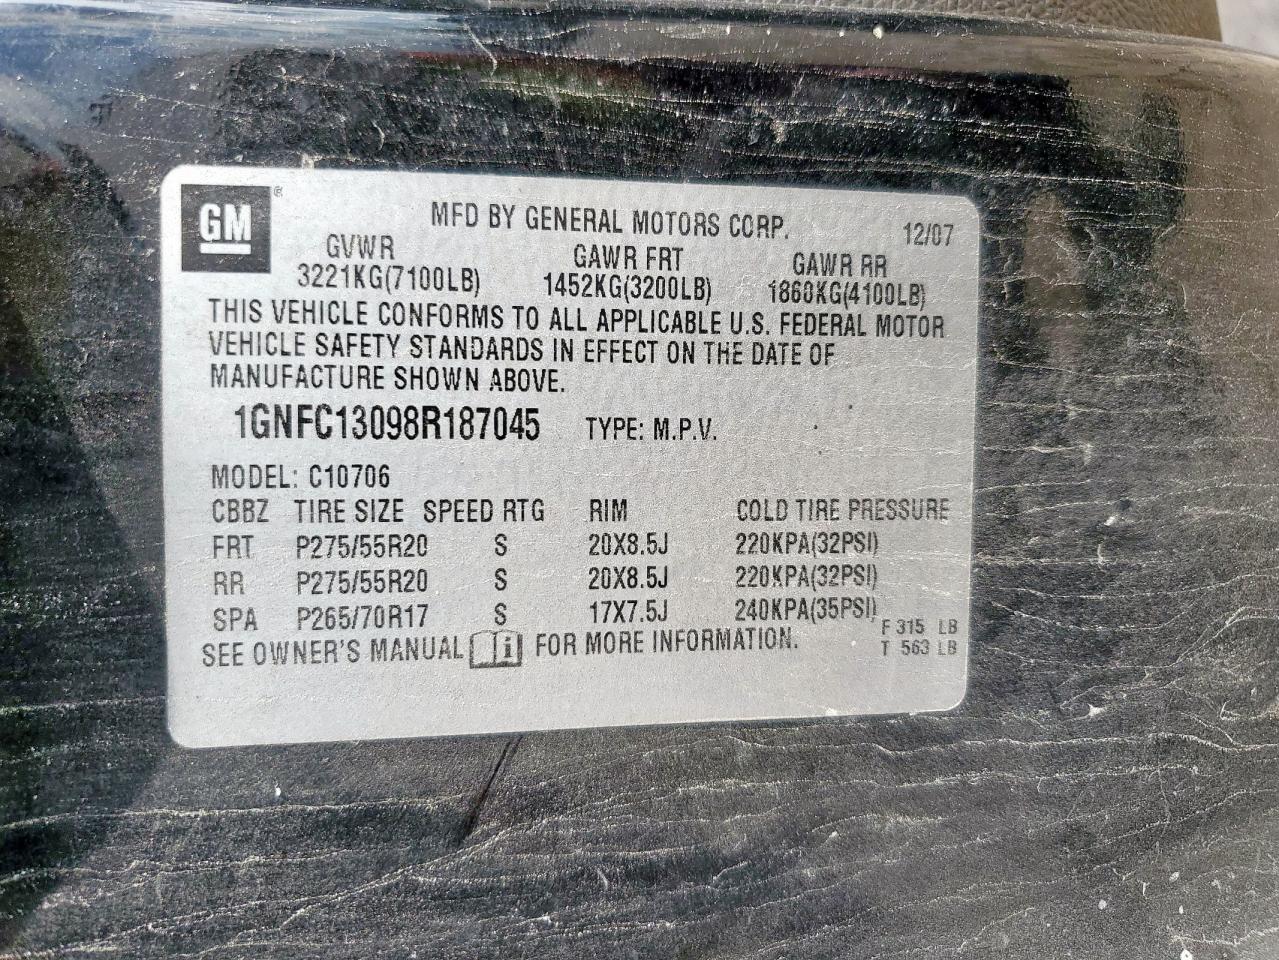 GM ®
MFD BY GENERAL MOTORS CORP. 12/07
GVWR GAWR FRT GAWR RR
3221KG(7100LB) 1452KG(3200LB) 1860KG(4100LB)
THIS VEHICLE CONFORMS TO ALL APPLICABLE U.S. FEDERAL MOTOR
VEHICLE SAFETY STANDARDS IN EFFECT ON THE DATE OF
MANUFACTURE SHOWN ABOVE.
1GNFC13098R187045 TYPE: M.P.V.
MODEL: C10706
CBBZ TIRE SIZE SPEED RTG RIM COLD TIRE PRESSURE
FRT P275/55R20 S 20X8.5J 220KPA(32PSI)
RR P275/55R20 S 20X8.5J 220KPA(32PSI)
SPA P265/70R17 S 17X7.5J 240KPA(35PSI)
SEE OWNER'S MANUAL i FOR MORE INFORMATION.
F 315 LB
T 563 LB